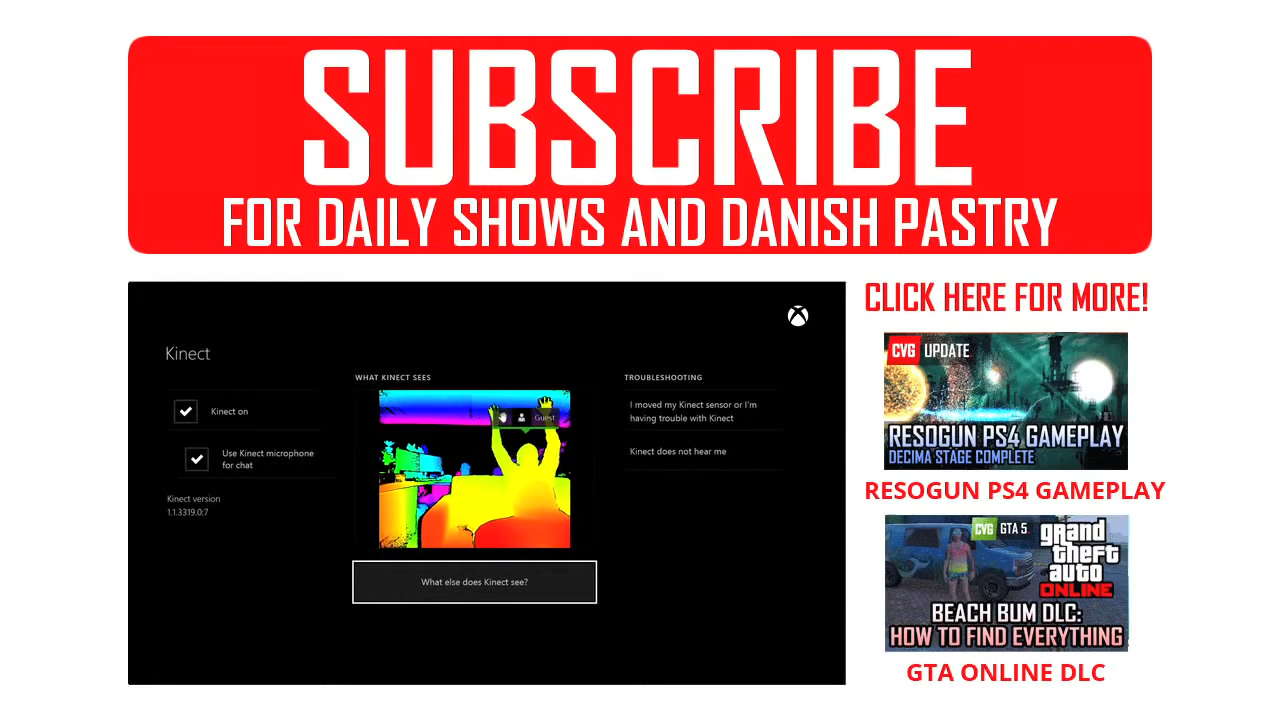 SUBSCRIBE
FOR DAILY SHOWS AND DANISH PASTRY
CLICK HERE FOR MORE!
Kinect
WHAT KINECT SEES
TROUBLESHOOTING
Kinect on
Guest
I moved my Kinect sensor or I'm
having trouble with Kinect
Use Kinect microphone
for chat
Kinect does not hear me
Kinect version
1.1.3319.0:7
What else does Kinect see?
CVG UPDATE
RESOGUN PS4 GAMEPLAY
DECIMA STAGE COMPLETE
RESOGUN PS4 GAMEPLAY
CVG GTA 5
grand
theft
auto
ONLINE
BEACH BUM DLC:
HOW TO FIND EVERYTHING
GTA ONLINE DLC